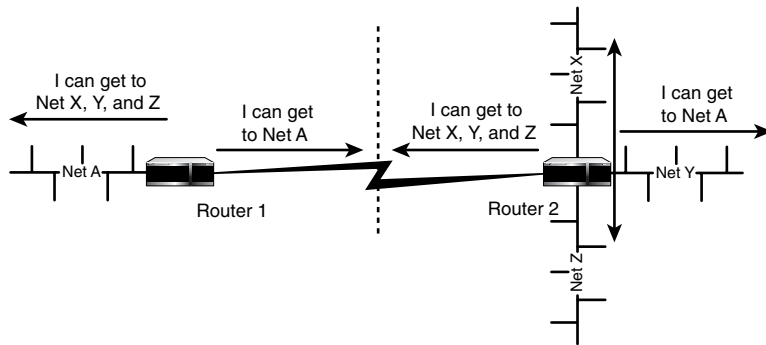 I can get to
Net X, Y, and Z
I can get
to Net A
I can get to
Net X, Y, and Z
I can get
to Net A
Net X
Net A
Net Y
Router 1
Router 2
Net Z